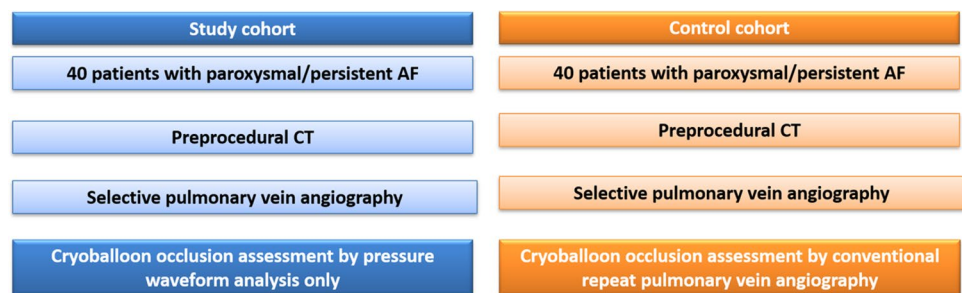 Study cohort
40 patients with paroxysmal/persistent AF
Preprocedural CT
Selective pulmonary vein angiography
Cryoballoon occlusion assessment by pressure
waveform analysis only
Control cohort
40 patients with paroxysmal/persistent AF
Preprocedural CT
Selective pulmonary vein angiography
Cryoballoon occlusion assessment by conventional
repeat pulmonary vein angiography